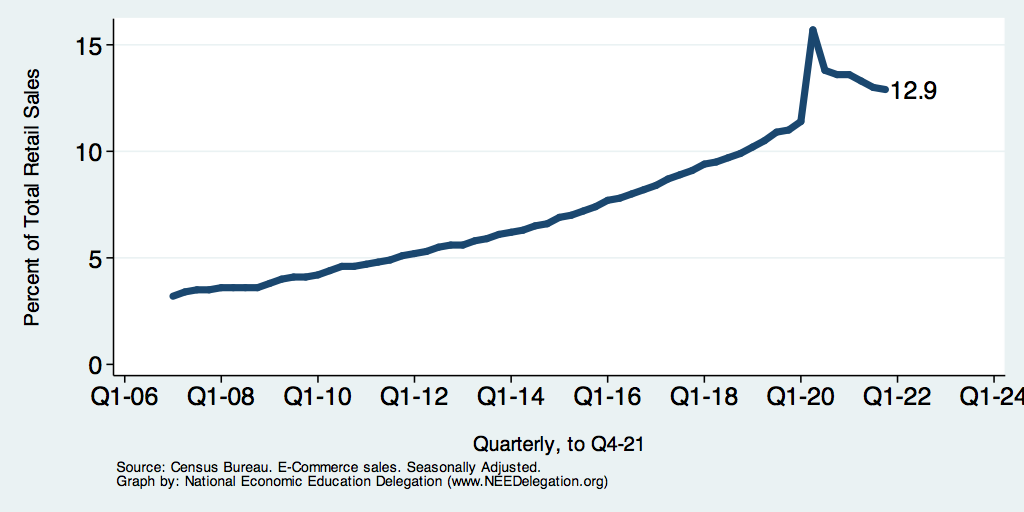 Percent of Total Retail Sales
15
10
5
0
12.9
Q1-06 Q1-08 Q1-10 Q1-12 Q1-14 Q1-16 Q1-18 Q1-20 Q1-22 Q1-24
Quarterly, to Q4-21
Source: Census Bureau. E-Commerce sales. Seasonally Adjusted.
Graph by: National Economic Education Delegation (www.NEEDelegation.org)